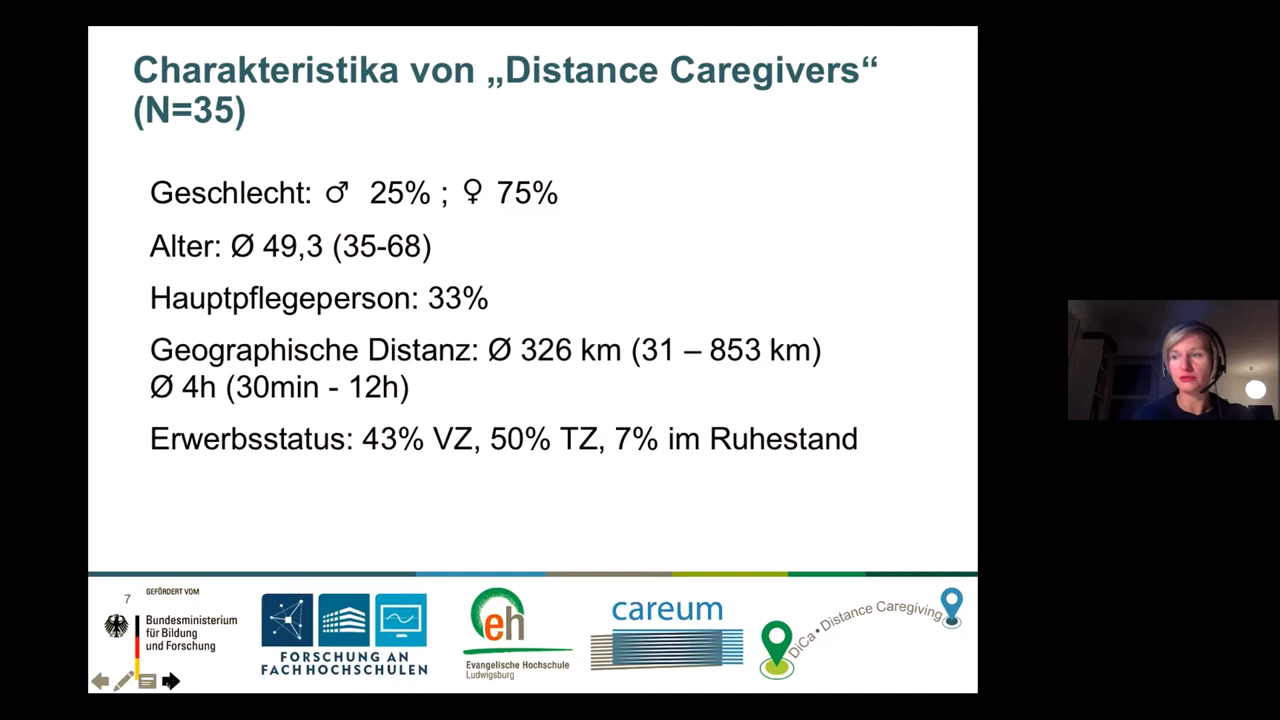 Charakteristika von „Distance Caregivers“
(N=35)
Geschlecht: ♂ 25% ; ♀ 75%
Alter: Ø 49,3 (35-68)
Hauptpflegeperson: 33%
Geographische Distanz: Ø 326 km (31 – 853 km)
Ø 4h (30min - 12h)
Erwerbsstatus: 43% VZ, 50% TZ, 7% im Ruhestand
7
GEFÖRDERT VOM
Bundesministerium
für Bildung
und Forschung
FORSCHUNG AN
FACHHOCHSCHULEN
eh
Evangelische Hochschule
Ludwigsburg
careum
DiCa • Distance Caregiving